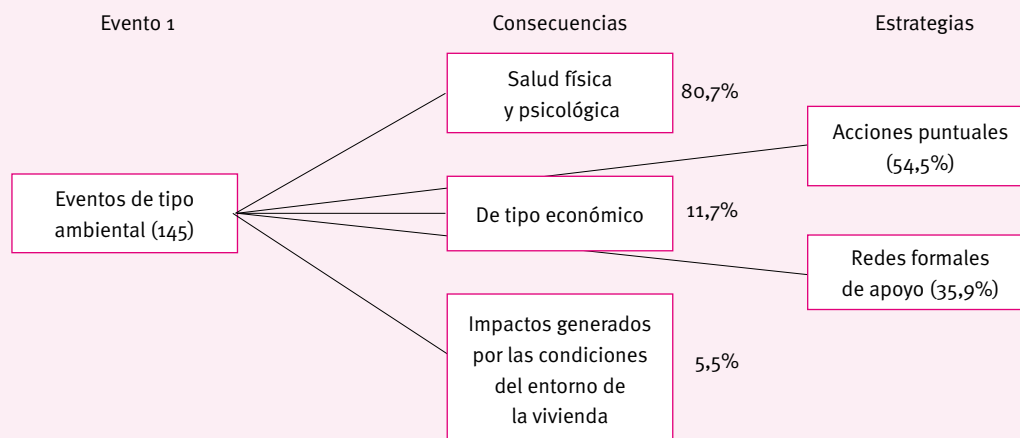 Evento 1
Consecuencias
Estrategias
Salud física
y psicológica
80,7%
Acciones puntuales
(54,5%)
Eventos de tipo
ambiental (145)
De tipo económico
11,7%
Redes formales
de apoyo (35,9%)
Impactos generados
por las condiciones
del entorno de
la vivienda
5,5%